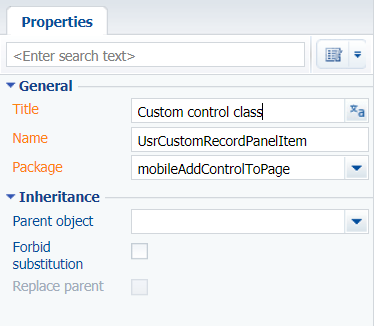 Properties
<Enter search text>
General
Title Custom control class
Name UsrCustomRecordPanelItem
Package mobileAddControlToPage
Inheritance
Parent object
Forbid
substitution
Replace parent